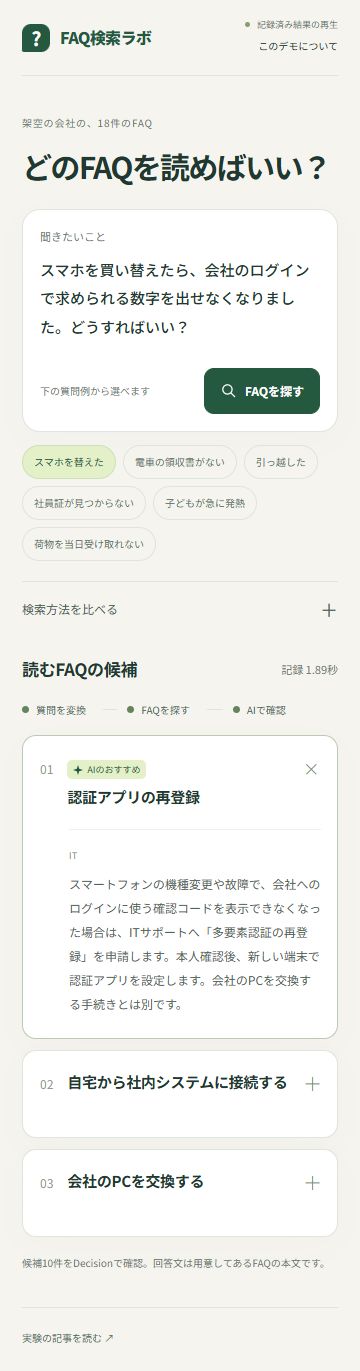 ? FAQ検索ラボ
記録済み結果の再生
このデモについて
架空の会社の、18件のFAQ
どのFAQを読めばいい？
聞きたいこと
スマホを買い替えたら、会社のログイン
で求められる数字を出せなくなりまし
た。どうすればいい？
下の質問例から選べます
FAQを探す
スマホを替えた
電車の領収書がない
引っ越した
社員証が見つからない
子どもが急に発熱
荷物を当日受け取れない
検索方法を比べる
読むFAQの候補
記録 1.89秒
質問を変換
FAQを探す
AIで確認
01
AIのおすすめ
認証アプリの再登録
IT
スマートフォンの機種変更や故障で、会社への
ログインに使う確認コードを表示できなくなっ
た場合は、ITサポートへ「多要素認証の再登
録」を申請します。本人確認後、新しい端末で
認証アプリを設定します。会社のPCを交換す
る手続きとは別です。
02 自宅から社内システムに接続する
03 会社のPCを交換する
候補10件をDecisionで確認。回答文は用意してあるFAQの本文です。
実験の記事を読む ↗